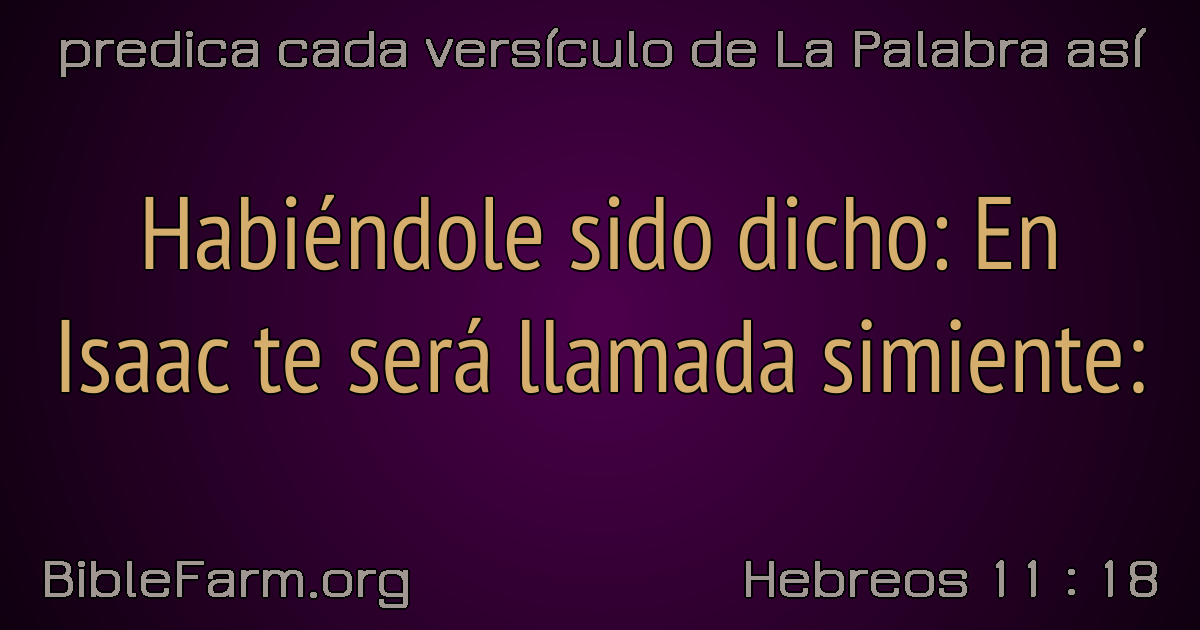 predica cada versículo de La Palabra así
Habiéndole sido dicho: En
Isaac te será llamada simiente:
BibleFarm.org
Hebreos 11 : 18